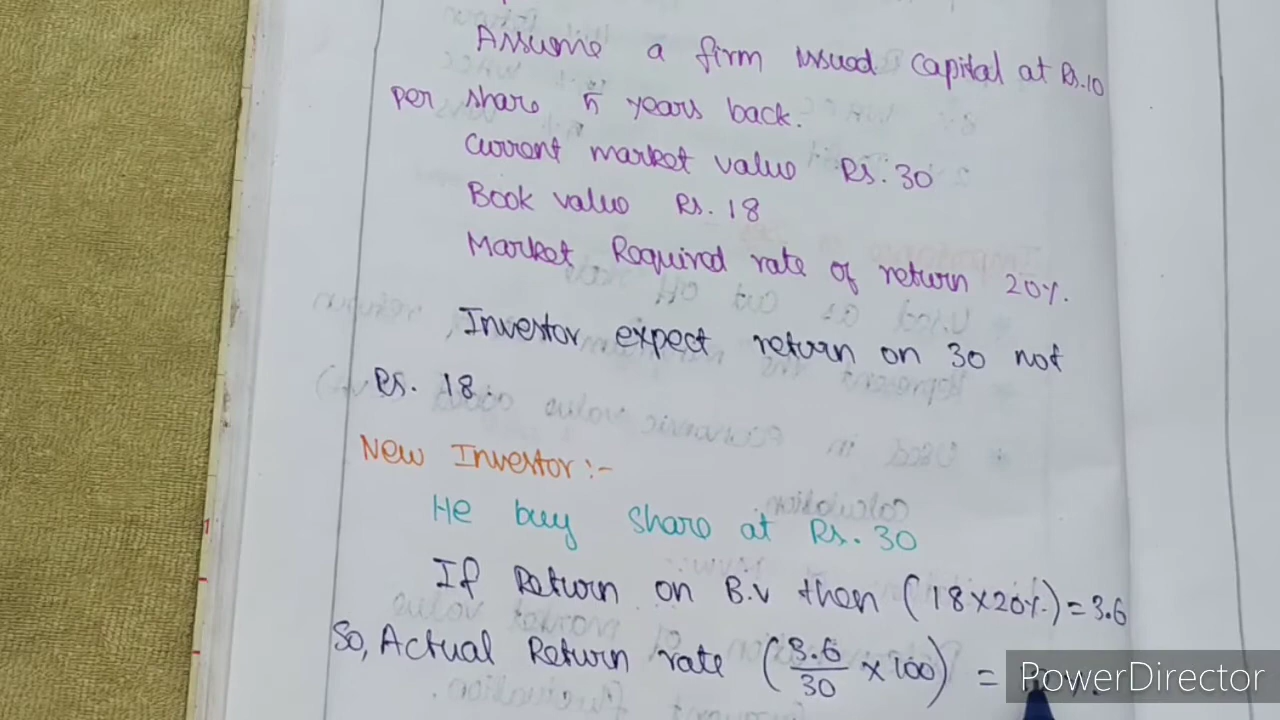 Assume a firm issued capital at Rs.10
per share 5 years back.
Current market value Rs. 30
Book value Rs. 18
Market Required rate of return 20%.
Investor expect return on 30 not
Rs. 18.
New Investor:-
He buy share at Rs. 30
If Return on B.V then (18×20%)=3.6
So, Actual Return rate (3.6/30 ×100) =
PowerDirector